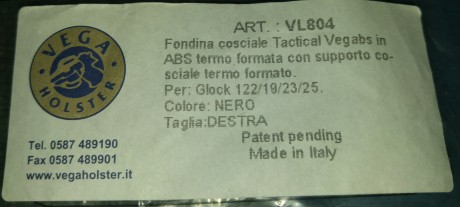 VEGA
HOLSTER
ART. : VL804
Fondina cosciale Tactical Vegabs in
ABS termo formata con supporto co-
sciale termo formato.
Per: Glock 122/19/23/25.
Colore: NERO
Taglia:DESTRA
Patent pending
Made in Italy
Tel. 0587 489190
Fax 0587 489901
www.vegaholster.it